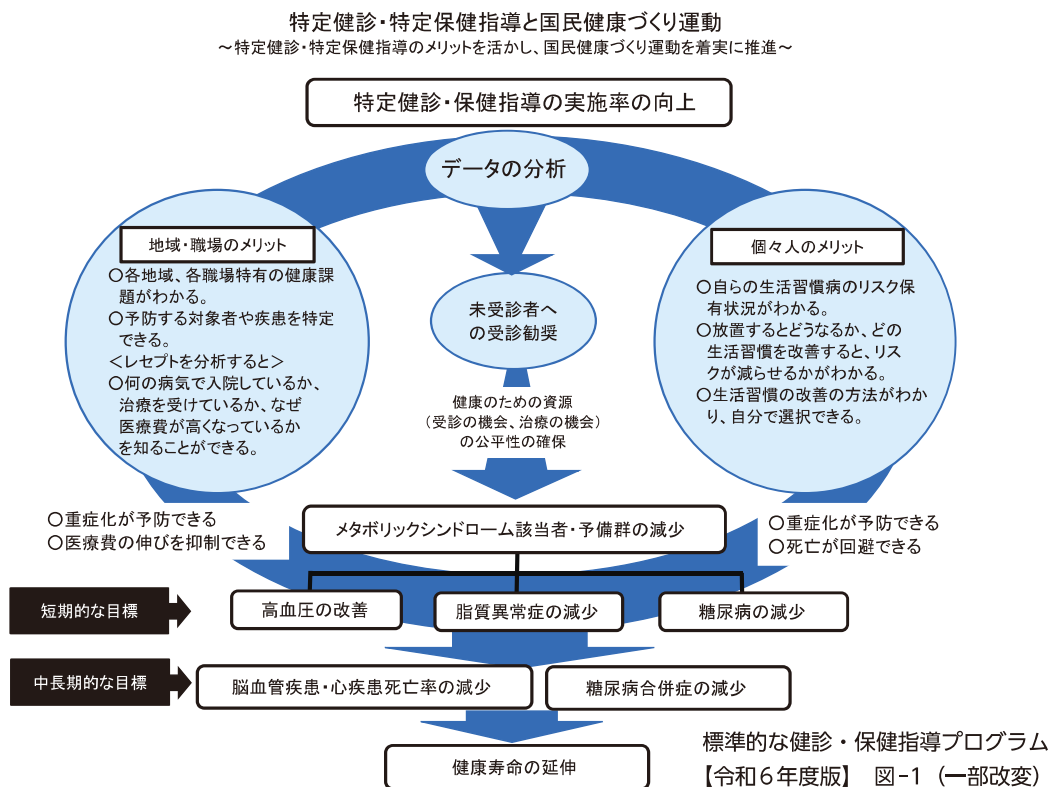 特定健診・特定保健指導と国民健康づくり運動
～特定健診・特定保健指導のメリットを活かし、国民健康づくり運動を着実に推進～
特定健診・保健指導の実施率の向上
データの分析
地域・職場のメリット
○各地域、各職場特有の健康課
題がわかる。
○予防する対象者や疾患を特定
できる。
＜レセプトを分析すると＞
○何の病気で入院しているか、
治療を受けているか、なぜ
医療費が高くなっているか
を知ることができる。
未受診者へ
の受診勧奨
健康のための資源
（受診の機会、治療の機会）
の公平性の確保
個々人のメリット
○自らの生活習慣病のリスク保
有状況がわかる。
○放置するとどうなるか、どの
生活習慣を改善すると、リス
クが減らせるかがわかる。
○生活習慣の改善の方法がわか
り、自分で選択できる。
○重症化が予防できる
○医療費の伸びを抑制できる
メタボリックシンドローム該当者・予備群の減少
○重症化が予防できる
○死亡が回避できる
短期的な目標
高血圧の改善
脂質異常症の減少
糖尿病の減少
中長期的な目標
脳血管疾患・心疾患死亡率の減少
糖尿病合併症の減少
健康寿命の延伸
標準的な健診・保健指導プログラム
【令和６年度版】 図-1（一部改変）